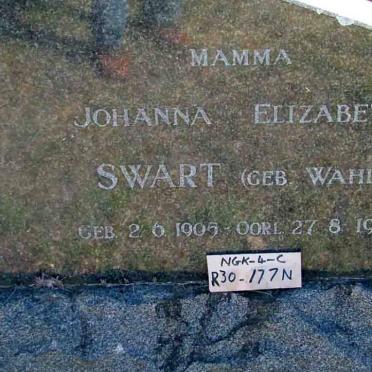 MAMMA
JOHANNA ELIZABE
SWART (GEB. WAHL
GEB. 2.6.1905-OORL. 27 8 19
NGK-4-C
R30-177N